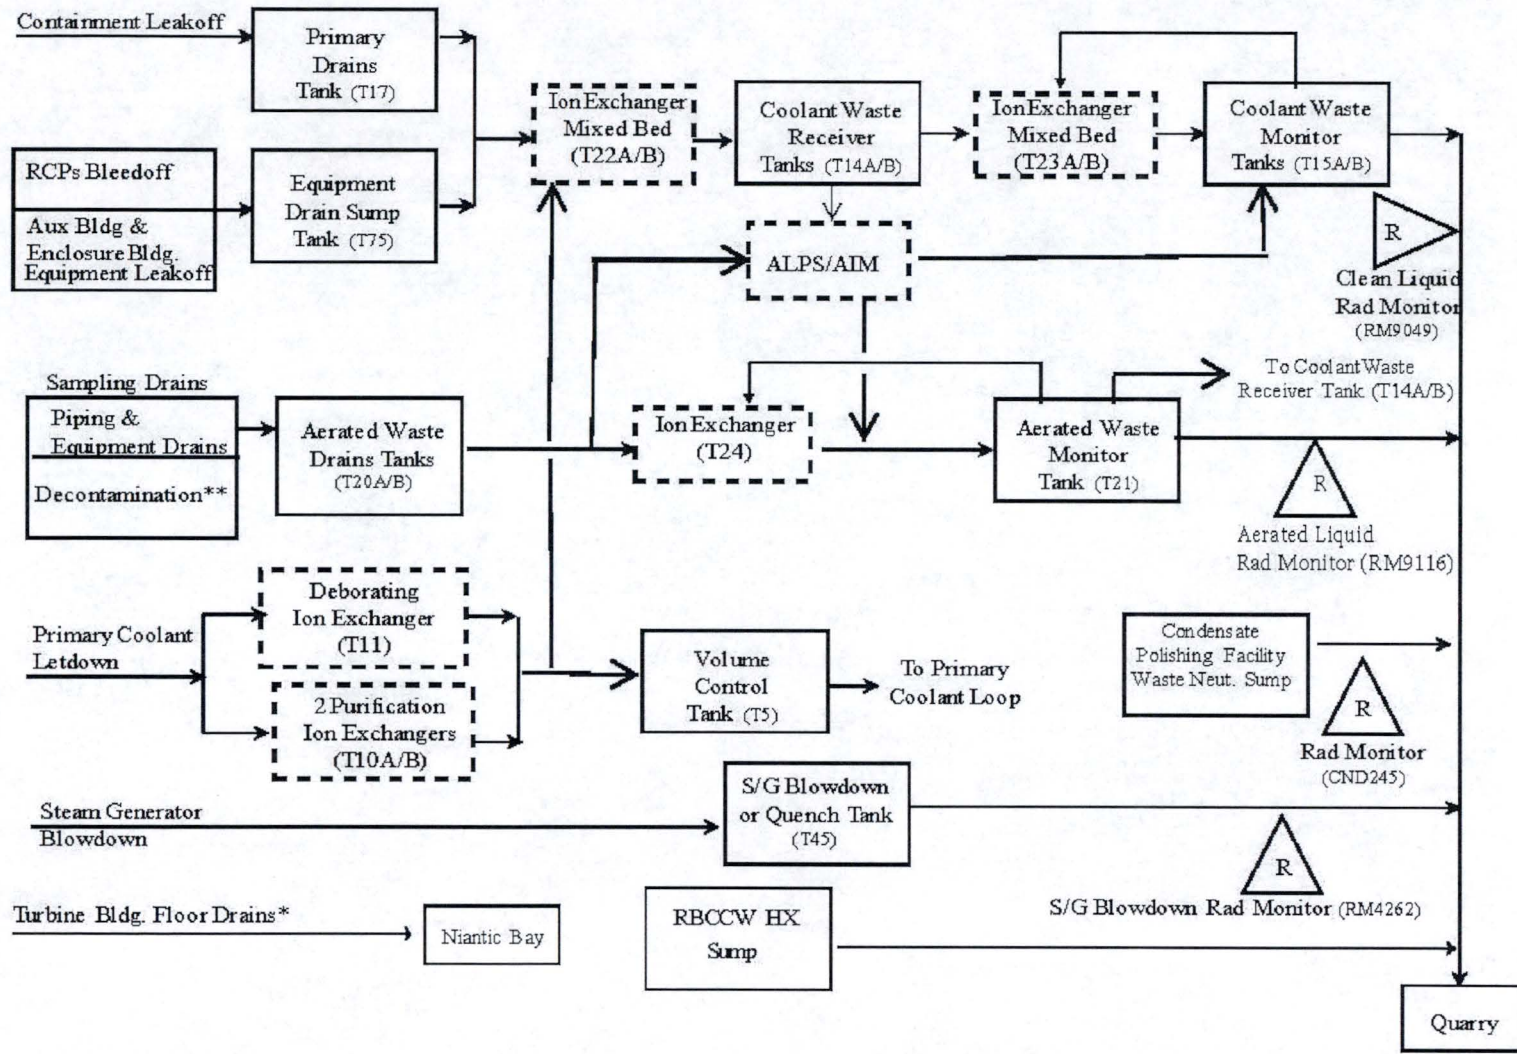 Containment Leakoff
Primary
Drains
Tank (T17)
RCPs Bleedoff
Aux Bldg &
Enclosure Bldg.
Equipment Leakoff
Equipment
Drain Sump
Tank (T75)
Ion Exchanger
Mixed Bed
(T22A/B)
Coolant Waste
Receiver
Tanks (T14A/B)
Ion Exchanger
Mixed Bed
(T23A/B)
Coolant Waste
Monitor
Tanks (T15A/B)
ALPS/AIM
R
Clean Liquid
Rad Monitor
(RM9049)
Sampling Drains
Piping &
Equipment Drains
Decontamination**
Aerated Waste
Drains Tanks
(T20A/B)
Ion Exchanger
(T24)
Aerated Waste
Monitor
Tank (T21)
To Coolant Waste
Receiver Tank (T14A/B)
R
Aerated Liquid
Rad Monitor (RM9116)
Primary Coolant
Letdown
Deborating
Ion Exchanger
(T11)
2 Purification
Ion Exchangers
(T10A/B)
Volume
Control
Tank (T5)
To Primary
Coolant Loop
Condensate
Polishing Facility
Waste Neut. Sump
R
Rad Monitor
(CND245)
Steam Generator
Blowdown
S/G Blowdown
or Quench Tank
(T45)
R
S/G Blowdown Rad Monitor (RM4262)
Turbine Bldg. Floor Drains*
Niantic Bay
RBCCW HX
Sump
Quarry